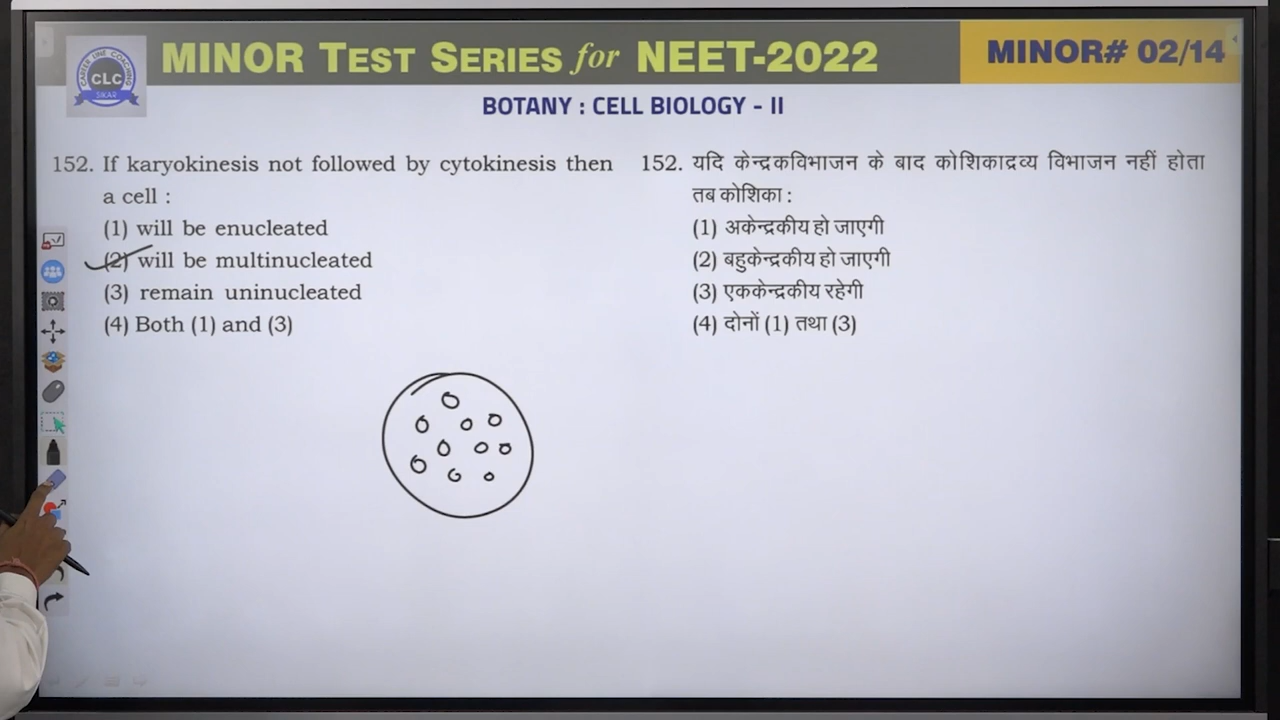 CAREER LINE COACHING
CLC
SIKAR
MINOR TEST SERIES for NEET-2022
MINOR# 02/14
BOTANY : CELL BIOLOGY - II
152. If karyokinesis not followed by cytokinesis then
a cell :
(1) will be enucleated
(2) will be multinucleated
(3) remain uninucleated
(4) Both (1) and (3)
152. यदि केन्द्रकविभाजन के बाद कोशिकाद्रव्य विभाजन नहीं होता
तब कोशिका :
(1) अकेन्द्रकीय हो जाएगी
(2) बहुकेन्द्रकीय हो जाएगी
(3) एककेन्द्रकीय रहेगी
(4) दोनों (1) तथा (3)